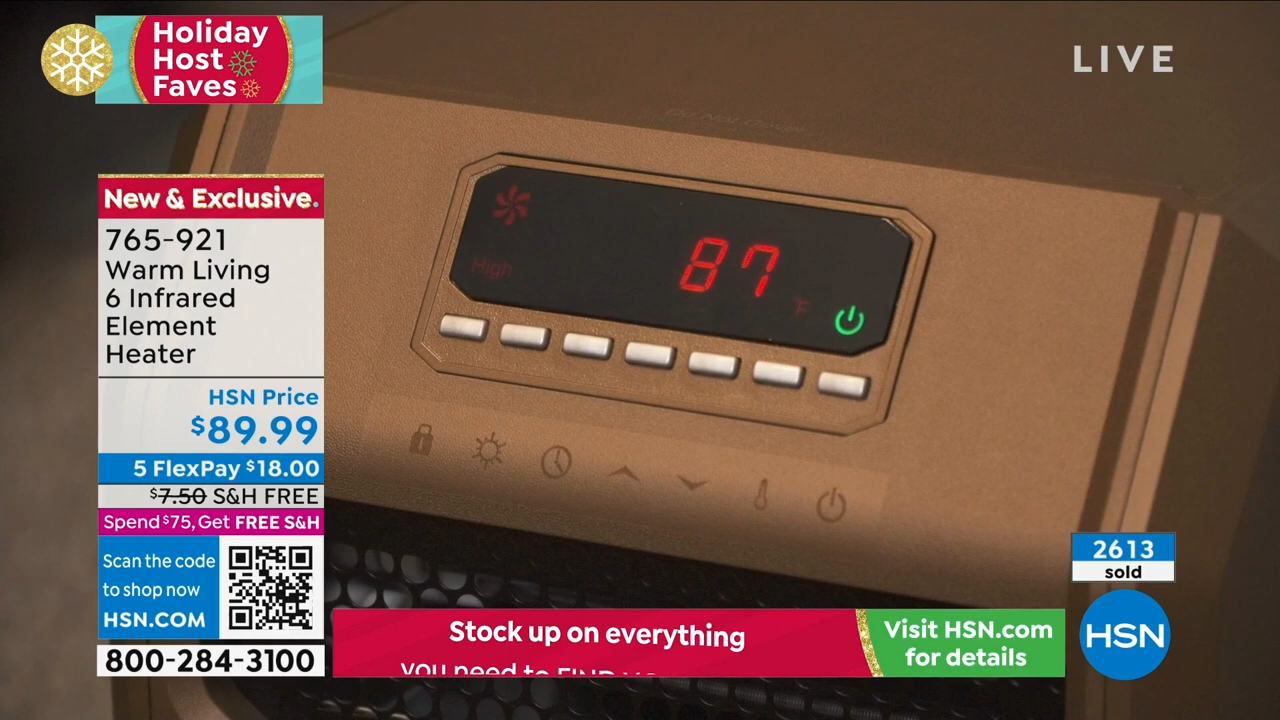 Holiday
Host
Faves
LIVE
New & Exclusive.
765-921
Warm Living
6 Infrared
Element
Heater
HSN Price
$89.99
5 FlexPay $18.00
$7.50 S&H FREE
Spend $75, Get FREE S&H
Scan the code
to shop now
HSN.COM
800-284-3100
87
High
°F
2613
sold
HSN
Stock up on everything
Visit HSN.com
for details